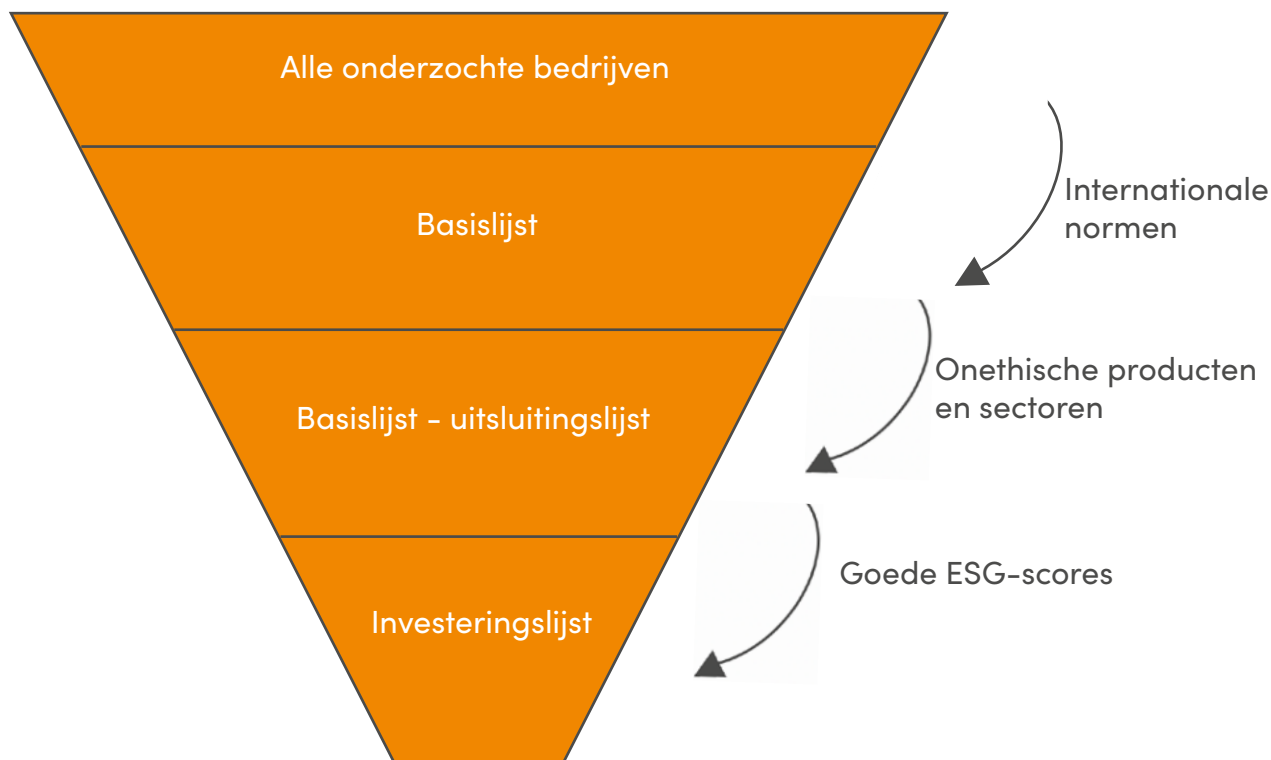 Alle onderzochte bedrijven
Basislijst
Internationale
normen
Basislijst - uitsluitingslijst
Onethische producten
en sectoren
Investeringslijst
Goede ESG-scores